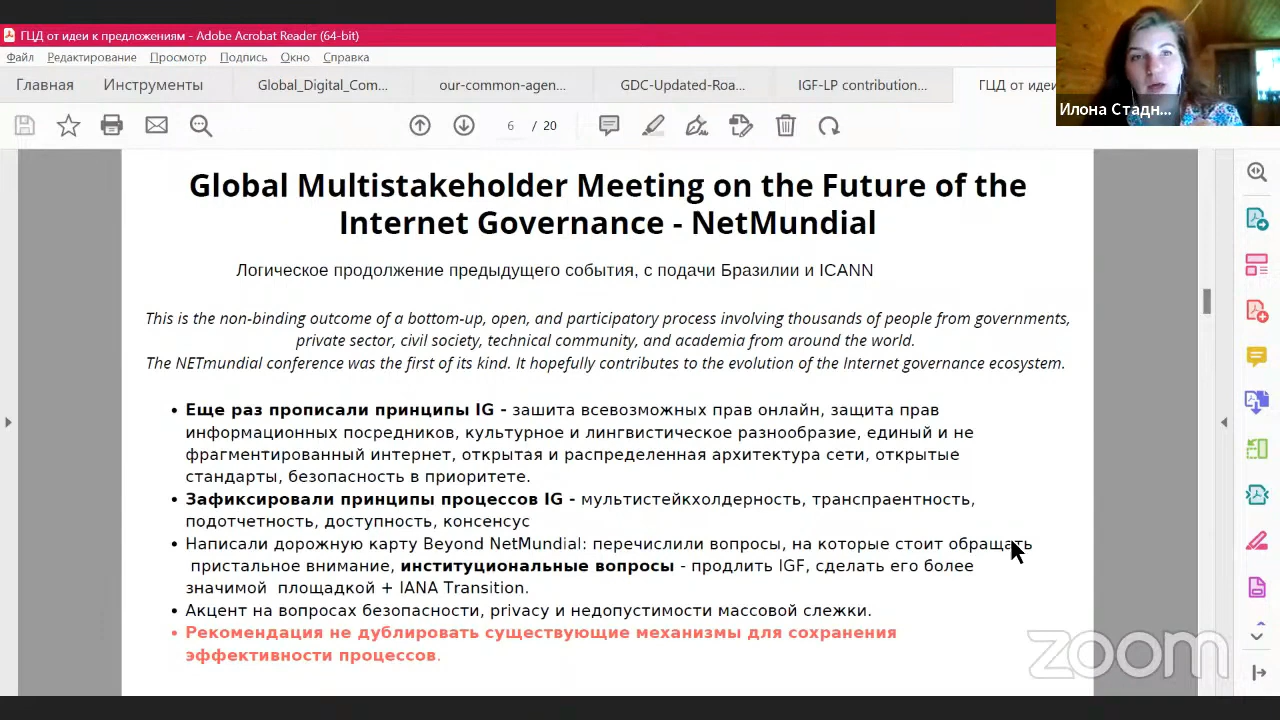 ГЦД от идеи к предложениям - Adobe Acrobat Reader (64-bit)
Файл Редактирование Просмотр Подпись Окно Справка
Главная Инструменты Global_Digital_Com... our-common-agen... GDC-Updated-Roa... IGF-LP contribution... ГЦД от идеи
Илона Стадн...
6 / 20
Global Multistakeholder Meeting on the Future of the
Internet Governance - NetMundial
Логическое продолжение предыдущего события, с подачи Бразилии и ICANN
This is the non-binding outcome of a bottom-up, open, and participatory process involving thousands of people from governments,
private sector, civil society, technical community, and academia from around the world.
The NETmundial conference was the first of its kind. It hopefully contributes to the evolution of the Internet governance ecosystem.
• Еще раз прописали принципы IG - зашита всевозможных прав онлайн, защита прав
информационных посредников, культурное и лингвистическое разнообразие, единый и не
фрагментированный интернет, открытая и распределенная архитектура сети, открытые
стандарты, безопасность в приоритете.
• Зафиксировали принципы процессов IG - мультистейкхолдерность, транспраентность,
подотчетность, доступность, консенсус
• Написали дорожную карту Beyond NetMundial: перечислили вопросы, на которые стоит обращать
пристальное внимание, институциональные вопросы - продлить IGF, сделать его более
значимой площадкой + IANA Transition.
• Акцент на вопросах безопасности, privacy и недопустимости массовой слежки.
• Рекомендация не дублировать существующие механизмы для сохранения
эффективности процессов.
zoom